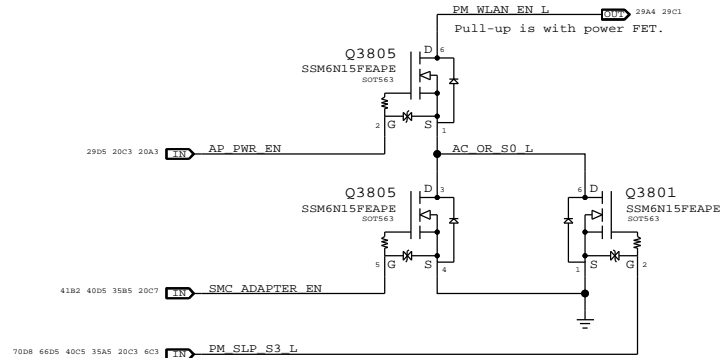 PM_WLAN_EN_L
OUT 29A4 29C1
Pull-up is with power FET.
Q3805
SSM6N15FEAPE
SOT563
D 6
2 G S 1
29D5 20C3 20A3 IN AP_PWR_EN
AC_OR_S0_L
Q3805
SSM6N15FEAPE
SOT563
D 3
5 G S 4
6 D
Q3801
SSM6N15FEAPE
SOT563
1 S G 2
41B2 40D5 35B5 20C7 IN SMC_ADAPTER_EN
70D8 66D5 40C5 35A5 20C3 6C3 IN PM_SLP_S3_L